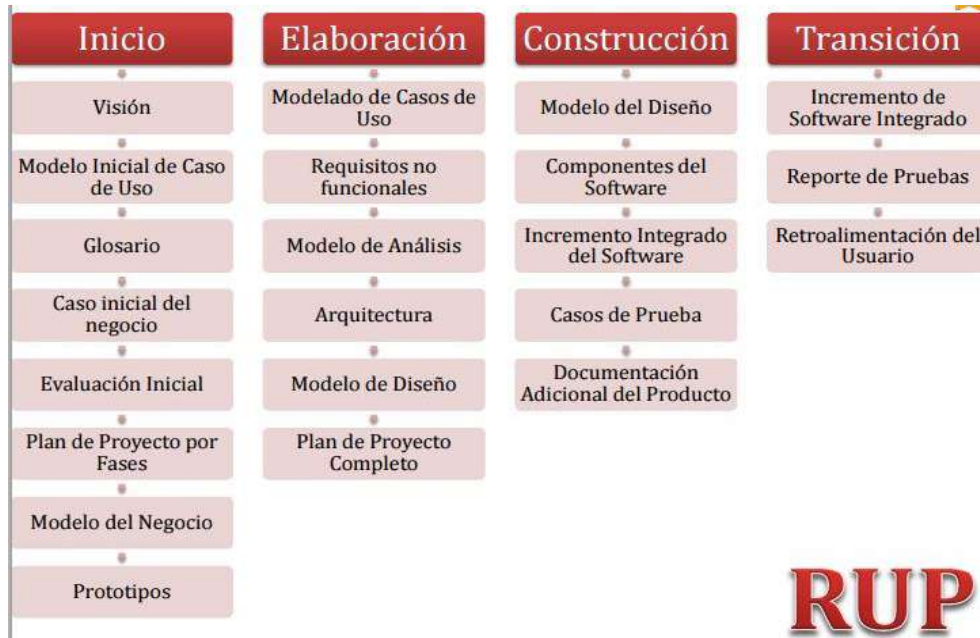 Inicio
Visión
Modelo Inicial de Caso
de Uso
Glosario
Caso inicial del
negocio
Evaluación Inicial
Plan de Proyecto por
Fases
Modelo del Negocio
Prototipos
Elaboración
Modelado de Casos de
Uso
Requisitos no
funcionales
Modelo de Análisis
Arquitectura
Modelo de Diseño
Plan de Proyecto
Completo
Construcción
Modelo del Diseño
Componentes del
Software
Incremento Integrado
del Software
Casos de Prueba
Documentación
Adicional del Producto
Transición
Incremento de
Software Integrado
Reporte de Pruebas
Retroalimentación del
Usuario
RUP